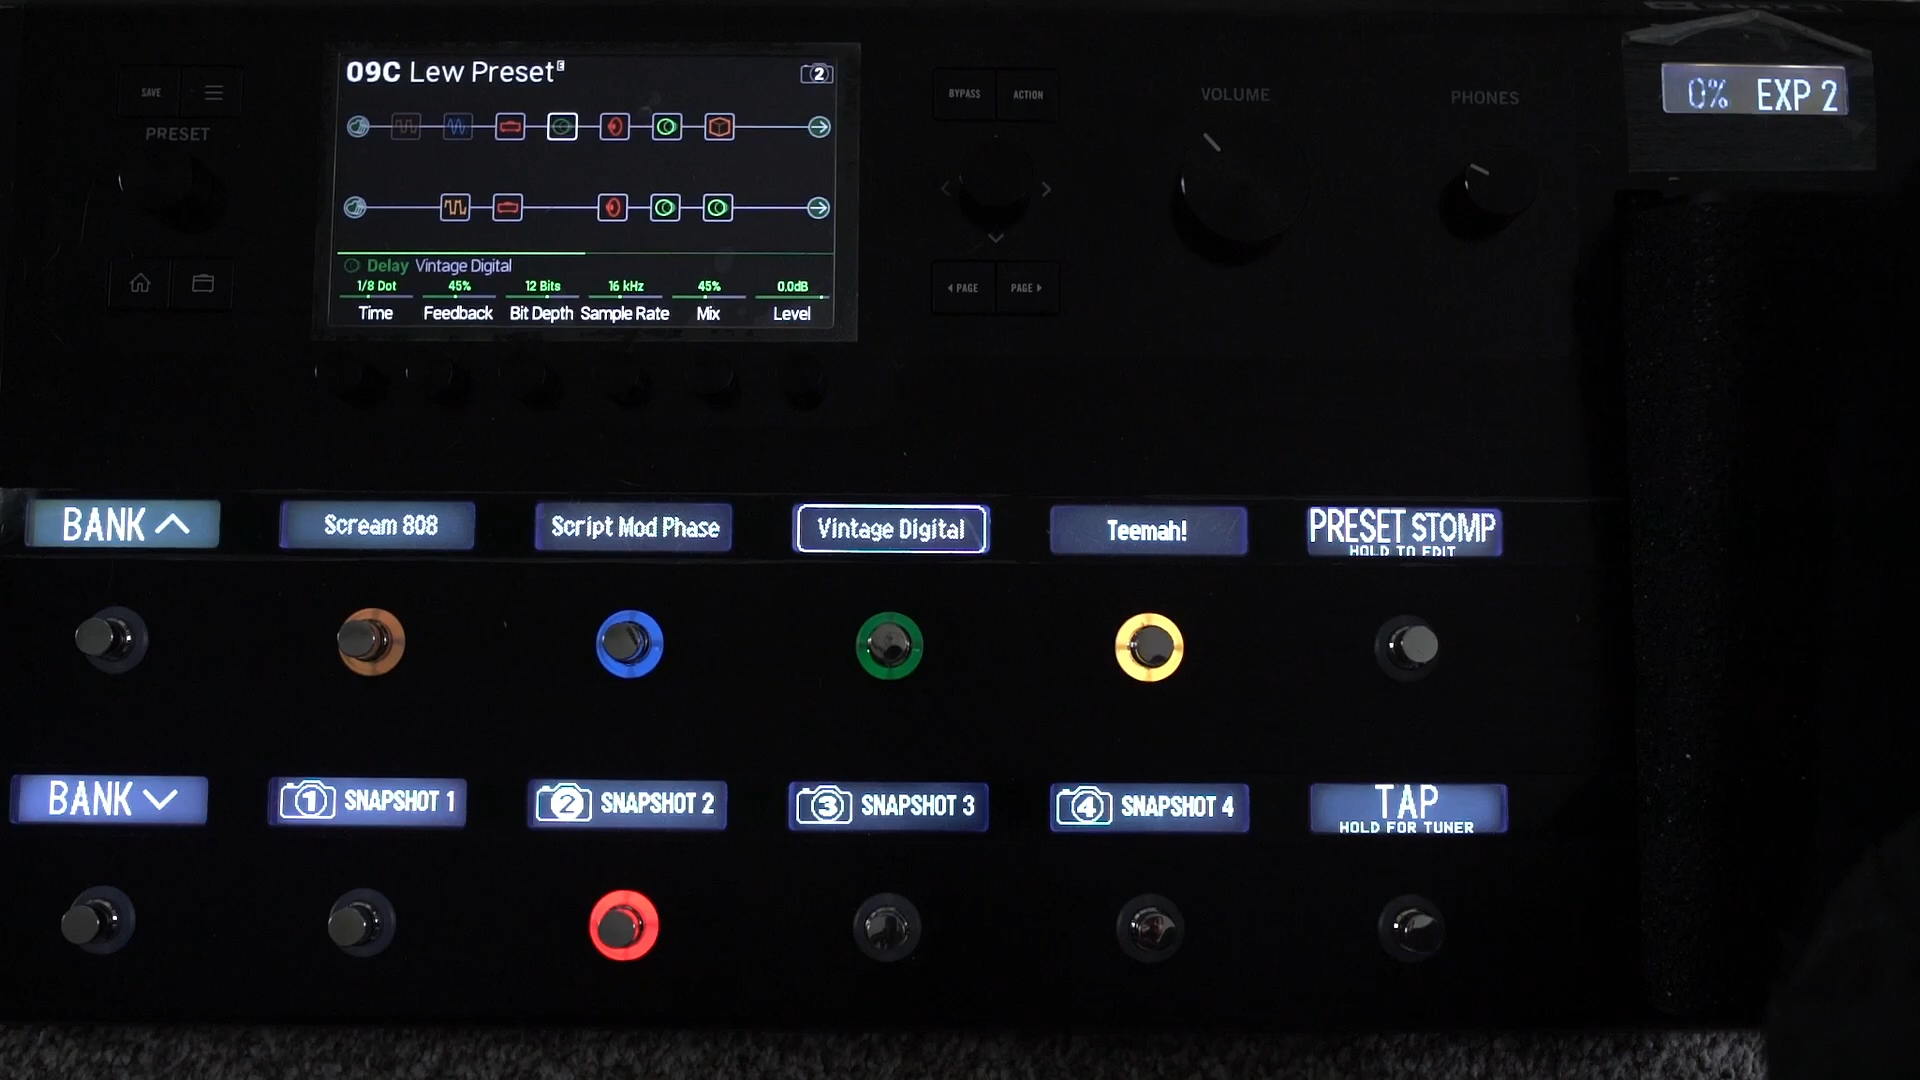 09C Lew Preset E
2
SAVE
PRESET
BYPASS
ACTION
VOLUME
PHONES
0% EXP 2
Delay Vintage Digital
1/8 Dot 45% 12 Bits 16 kHz 45% 0.0dB
Time Feedback Bit Depth Sample Rate Mix Level
PAGE
PAGE
BANK
Scream 808
Script Mod Phase
Vintage Digital
Teemah!
PRESET STOMP
HOLD TO EDIT
BANK
1 SNAPSHOT 1
2 SNAPSHOT 2
3 SNAPSHOT 3
4 SNAPSHOT 4
TAP
HOLD FOR TUNER